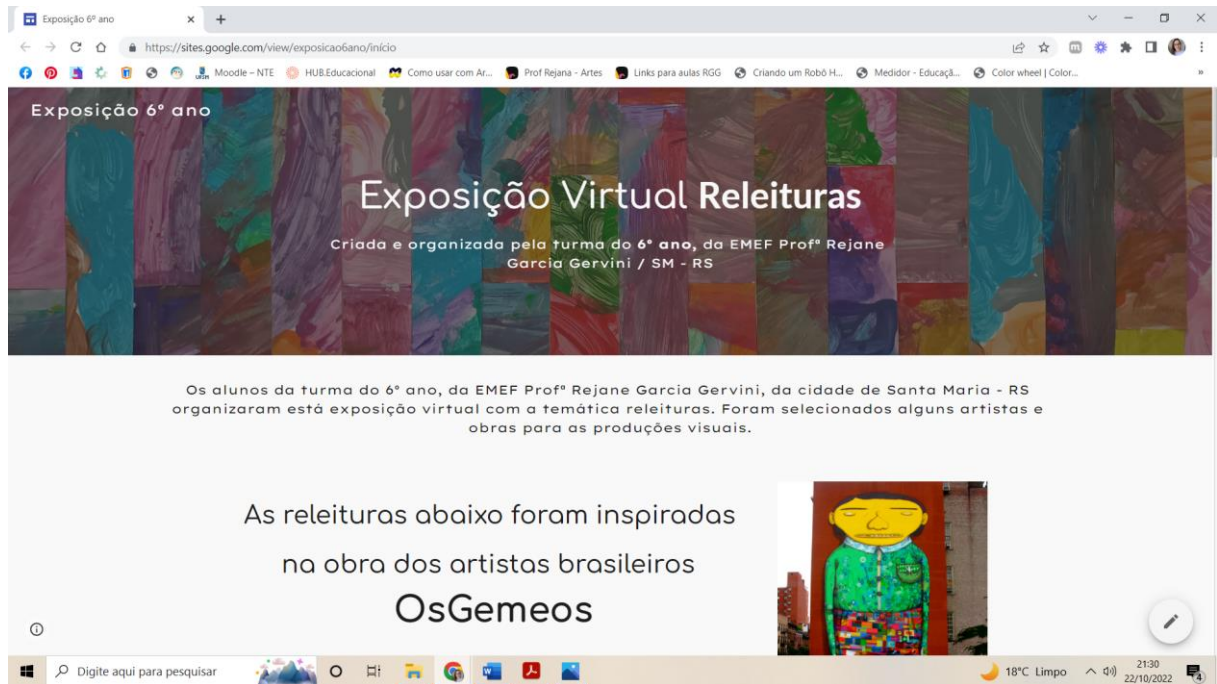 Exposição 6º ano
https://sites.google.com/view/exposicao6ano/início
Moodle – NTE
HUB.Educacional
Como usar com Ar...
Prof Rejana - Artes
Links para aulas RGG
Criando um Robô H...
Medidor - Educaçã...
Color wheel | Color...
Exposição 6º ano
Exposição Virtual Releituras
Criada e organizada pela turma do 6º ano, da EMEF Profª Rejane
Garcia Gervini / SM - RS
Os alunos da turma do 6º ano, da EMEF Profª Rejane Garcia Gervini, da cidade de Santa Maria - RS
organizaram está exposição virtual com a temática releituras. Foram selecionados alguns artistas e
obras para as produções visuais.
As releituras abaixo foram inspiradas
na obra dos artistas brasileiros
OsGemeos
Digite aqui para pesquisar
18°C Limpo
21:30
22/10/2022
4